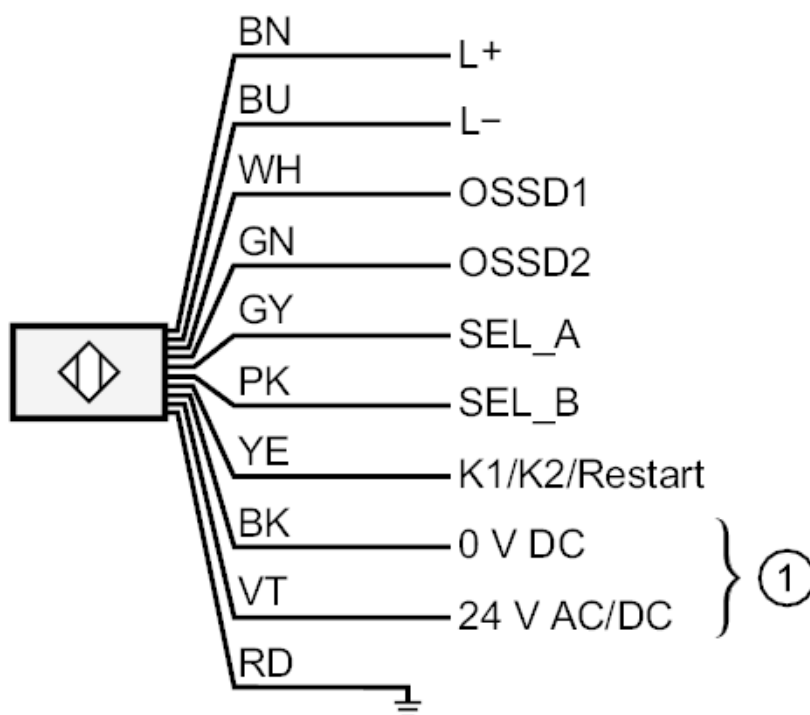 BN
L+
BU
L–
WH
OSSD1
GN
OSSD2
GY
SEL_A
PK
SEL_B
YE
K1/K2/Restart
BK
0 V DC
VT
24 V AC/DC
1
RD